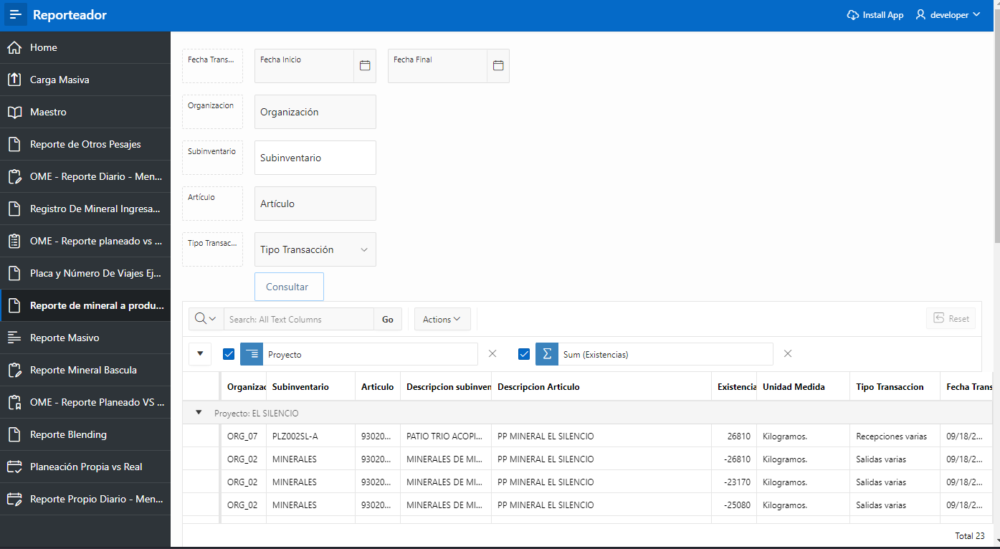 Reporteador
Install App
developer
Home
Carga Masiva
Maestro
Reporte de Otros Pesajes
OME - Reporte Diario - Men...
Registro De Mineral Ingresa...
OME - Reporte planeado vs ...
Placa y Número De Viajes Ej...
Reporte de mineral a produ...
Reporte Masivo
Reporte Mineral Bascula
OME - Reporte Planeado VS ...
Reporte Blending
Planeación Propia vs Real
Reporte Propio Diario - Men...
Fecha Trans...
Fecha Inicio
Fecha Final
Organizacion
Organización
Subinventario
Subinventario
Artículo
Artículo
Tipo Transac...
Tipo Transacción
Consultar
Search: All Text Columns
Go
Actions
Reset
Proyecto
Sum (Existencias)
Organizac Subinventario Articulo Descripcion subinven Descripcion Articulo Existencia Unidad Medida Tipo Transaccion Fecha Trans
Proyecto: EL SILENCIO
ORG_07 PLZ002SL-A 93020... PATIO TRIO ACOPI... PP MINERAL EL SILENCIO 26810 Kilogramos. Recepciones varias 09/18/2...
ORG_02 MINERALES 93020... MINERALES DE MI... PP MINERAL EL SILENCIO -26810 Kilogramos. Salidas varias 09/18/2...
ORG_02 MINERALES 93020... MINERALES DE MI... PP MINERAL EL SILENCIO -23170 Kilogramos. Salidas varias 09/18/2...
ORG_02 MINERALES 93020... MINERALES DE MI... PP MINERAL EL SILENCIO -25080 Kilogramos. Salidas varias 09/18/2...
Total 23